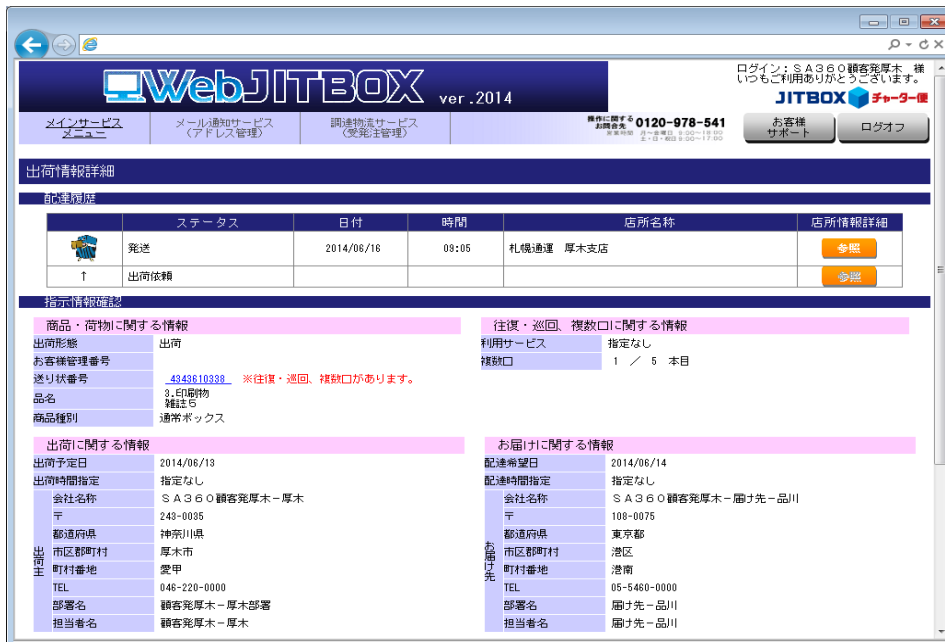 WebJITBOX ver.2014
ログイン：ＳＡ３６０顧客発厚木 様
いつもご利用ありがとうございます。
JITBOX チャーター便
メインサービス
メニュー
メール通知サービス
（アドレス管理）
調達物流サービス
（受発注管理）
操作に関する
お問合先 0120-978-541
営業時間 月～金曜日 8:00～19:00
土・日・祝日 9:00～17:00
お客様
サポート
ログオフ
出荷情報詳細
配達履歴
ステータス 日付 時間 店所名称 店所情報詳細
発送 2014/06/16 09:05 札幌通運 厚木支店 参照
↑ 出荷依頼 参照
指示情報確認
商品・荷物に関する情報
出荷形態 出荷
お客様管理番号
送り状番号 4343610338 ※往復・巡回、複数口があります。
品名 3.印刷物
雑誌５
商品種別 通常ボックス
往復・巡回、複数口に関する情報
利用サービス 指定なし
複数口 1 ／ 5 本目
出荷に関する情報
出荷予定日 2014/06/13
出荷時間指定 指定なし
出荷主
会社名称 ＳＡ３６０顧客発厚木－厚木
〒 243-0035
都道府県 神奈川県
市区郡町村 厚木市
町村番地 愛甲
TEL 046-220-0000
部署名 顧客発厚木－厚木部署
担当者名 顧客発厚木－厚木
お届けに関する情報
配達希望日 2014/06/14
配達時間指定 指定なし
お届け先
会社名称 ＳＡ３６０顧客発厚木－届け先－品川
〒 108-0075
都道府県 東京都
市区郡町村 港区
町村番地 港南
TEL 05-5460-0000
部署名 届け先－品川
担当者名 届け先－品川